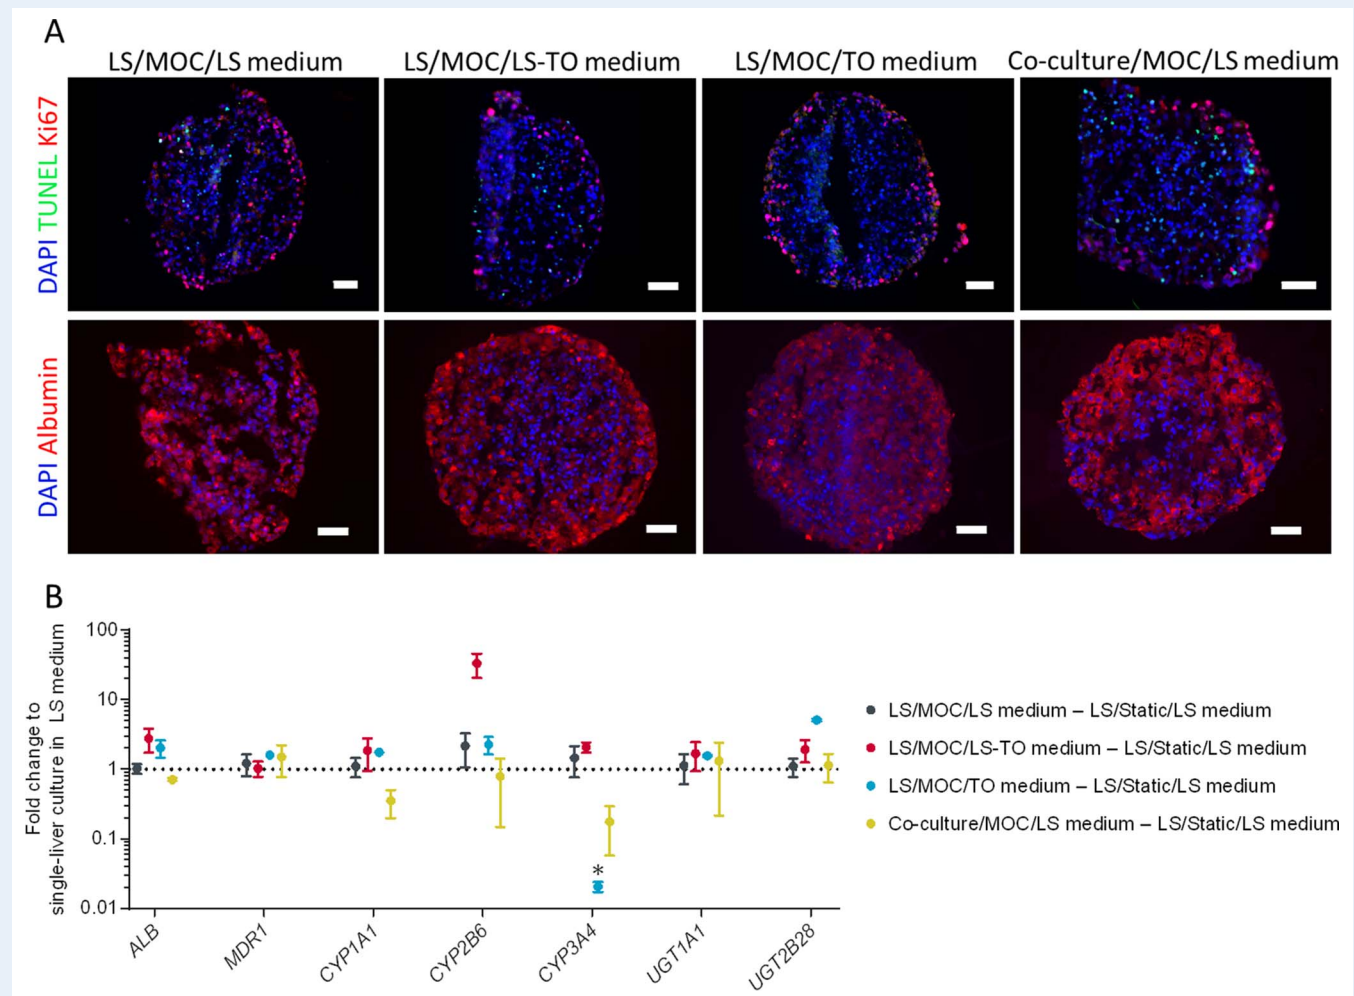 A
LS/MOC/LS medium
LS/MOC/LS-TO medium
LS/MOC/TO medium
Co-culture/MOC/LS medium
DAPI TUNEL Ki67
DAPI Albumin
B
Fold change to
single-liver culture in LS medium
100
10
1
0.1
0.01
*
ALB
MDR1
CYP1A1
CYP2B6
CYP3A4
UGT1A1
UGT2B28
LS/MOC/LS medium – LS/Static/LS medium
LS/MOC/LS-TO medium – LS/Static/LS medium
LS/MOC/TO medium – LS/Static/LS medium
Co-culture/MOC/LS medium – LS/Static/LS medium